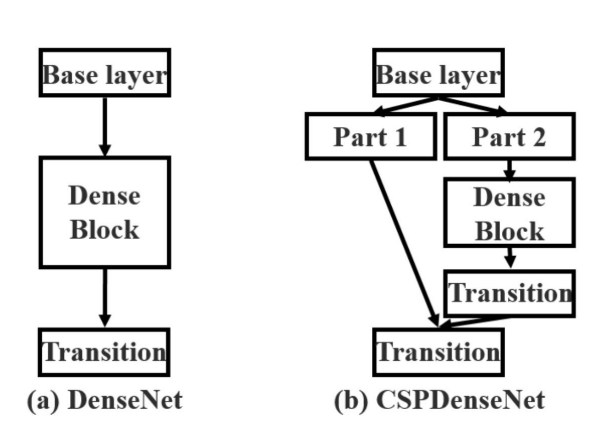 Base layer
Dense
Block
Transition
(a) DenseNet
Base layer
Part 1
Part 2
Dense
Block
Transition
Transition
(b) CSPDenseNet